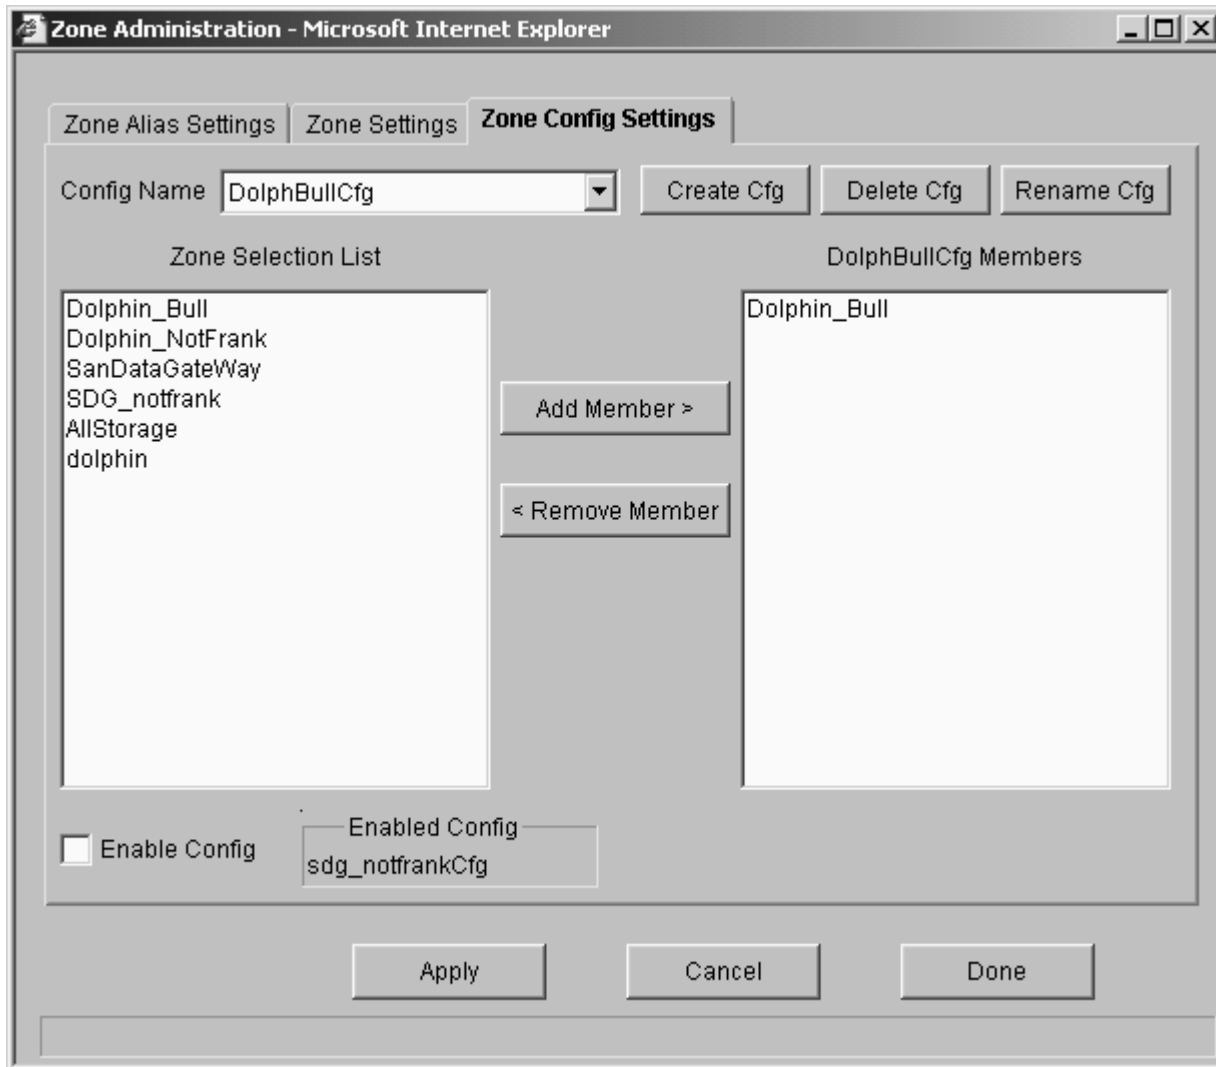 Zone Administration - Microsoft Internet Explorer
Zone Alias Settings
Zone Settings
Zone Config Settings
Config Name
DolphBullCfg
Create Cfg
Delete Cfg
Rename Cfg
Zone Selection List
DolphBullCfg Members
Dolphin_Bull
Dolphin_NotFrank
SanDataGateWay
SDG_notfrank
AllStorage
dolphin
Add Member >
< Remove Member
Dolphin_Bull
Enable Config
Enabled Config
sdg_notfrankCfg
Apply
Cancel
Done